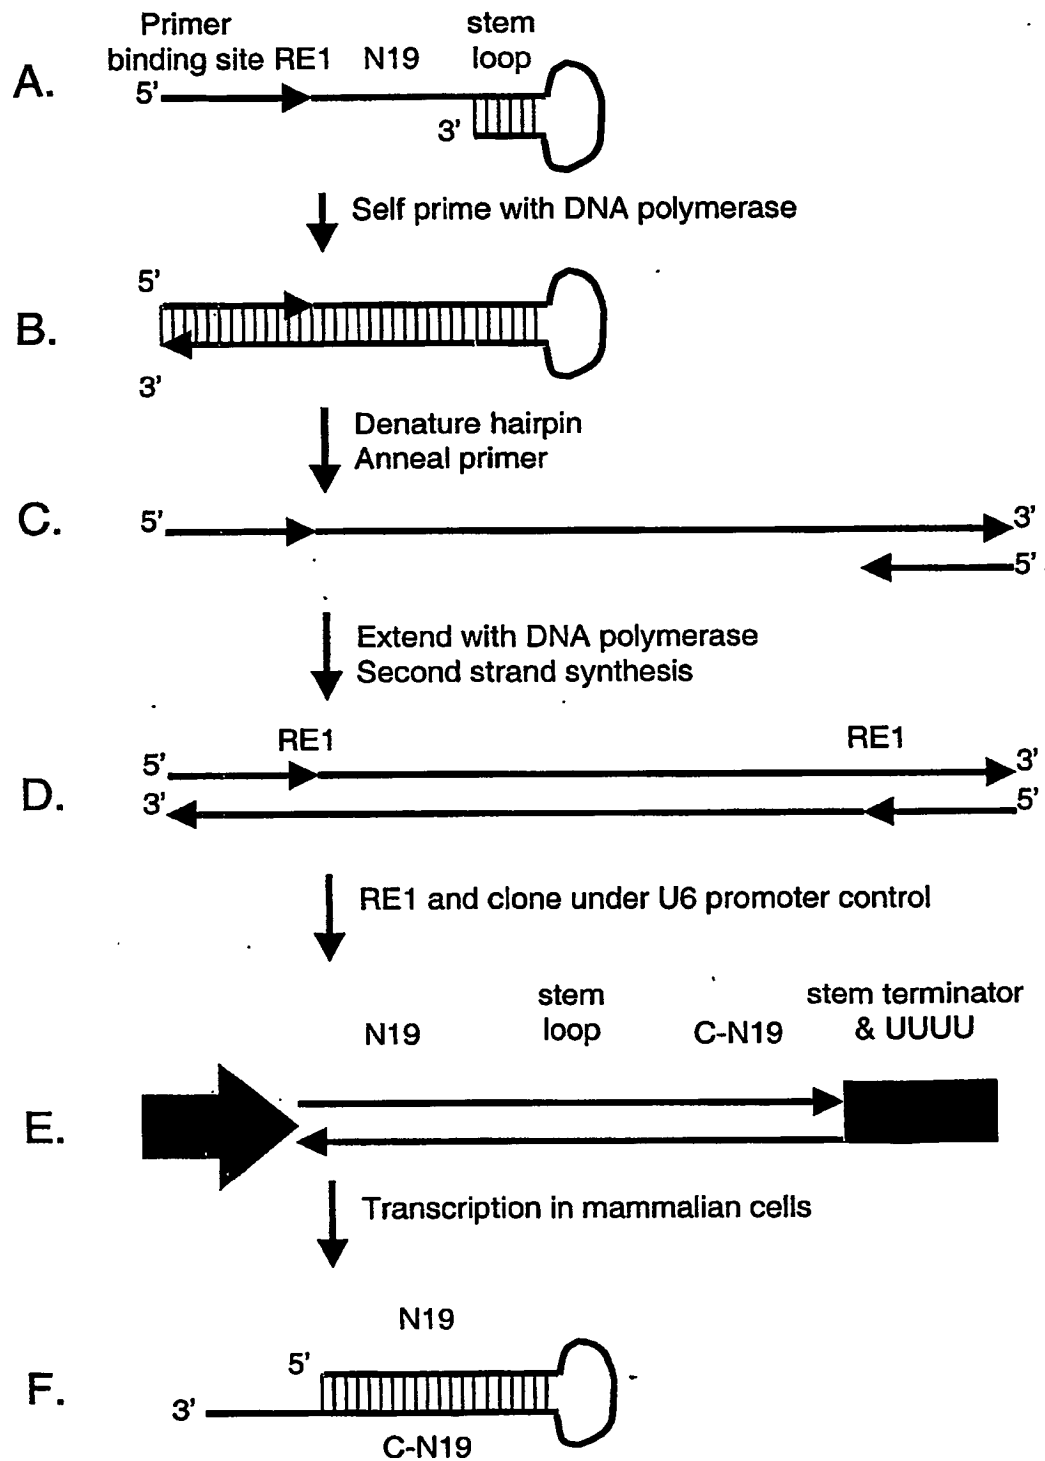 Primer
binding site RE1 N19
stem
loop
A.
5'
3'
Self prime with DNA polymerase
5'
B.
3'
Denature hairpin
Anneal primer
C.
5'
3'
5'
Extend with DNA polymerase
Second strand synthesis
RE1
RE1
5'
3'
D.
3'
5'
RE1 and clone under U6 promoter control
N19
stem
loop
C-N19
stem terminator
& UUUU
E.
Transcription in mammalian cells
N19
5'
F.
3'
C-N19